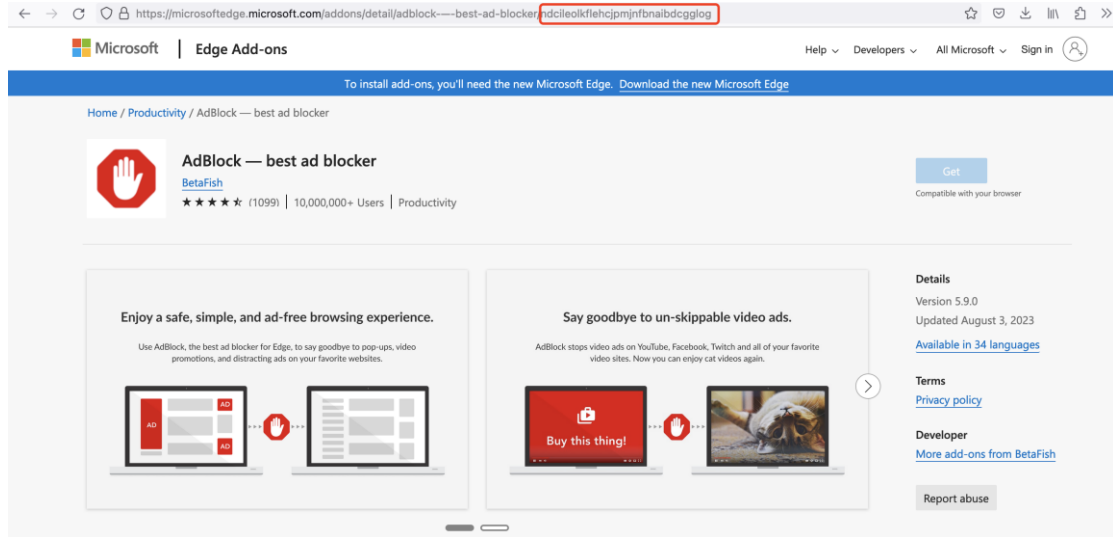 https://microsoftedge.microsoft.com/addons/detail/adblock-—-best-ad-blocker/ndcileolkflehcjpmjnfbnaibdcgglog
Microsoft | Edge Add-ons
Help Developers All Microsoft Sign in
To install add-ons, you'll need the new Microsoft Edge. Download the new Microsoft Edge
Home / Productivity / AdBlock — best ad blocker
AdBlock — best ad blocker
BetaFish
(1099) | 10,000,000+ Users | Productivity
Get
Compatible with your browser
Enjoy a safe, simple, and ad-free browsing experience.
Use AdBlock, the best ad blocker for Edge, to say goodbye to pop-ups, video
promotions, and distracting ads on your favorite websites.
AD
AD
AD
Say goodbye to un-skippable video ads.
AdBlock stops video ads on YouTube, Facebook, Twitch and all of your favorite
video sites. Now you can enjoy cat videos again.
Buy this thing!
Details
Version 5.9.0
Updated August 3, 2023
Available in 34 languages
Terms
Privacy policy
Developer
More add-ons from BetaFish
Report abuse